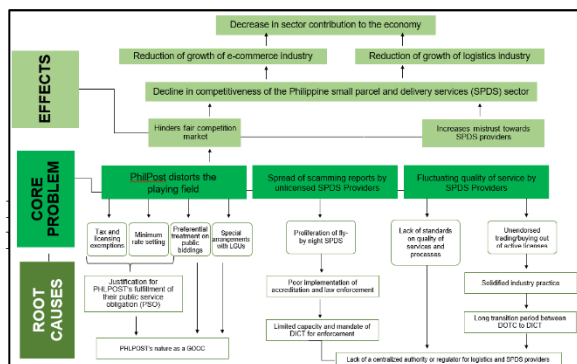 Decrease in sector contribution to the economy
Reduction of growth of e-commerce industry
Reduction of growth of logistics industry
EFFECTS
Decline in competitiveness of the Philippine small parcel and delivery services (SPDS) sector
Hinders fair competition
market
Increases mistrust towards
SPDS providers
CORE
PROBLEM
PhilPost distorts the
playing field
Spread of scamming reports by
unlicensed SPDS Providers
Fluctuating quality of service by
SPDS Providers
Tax and
licensing
exemptions
Minimum
rate setting
Preferential
treatment on
public
biddings
Special
arrangements
with LGUs
Proliferation of fly-
by sight SPDS
Lack of standards
on quality of
services and
processes
Unendorsed
trading/buying out
of active licenses
ROOT
CAUSES
Justification for
PHLPOST's fulfillment of
their public service
obligation (PSO)
Poor implementation of
accreditation and law enforcement
Solidified industry practice
Limited capacity and mandate of
DICT for enforcement
Long transition period between
DOTC to DICT
PHLPOST's nature as a GOCC
Lack of a centralized authority or regulator for logistics and SPDS providers